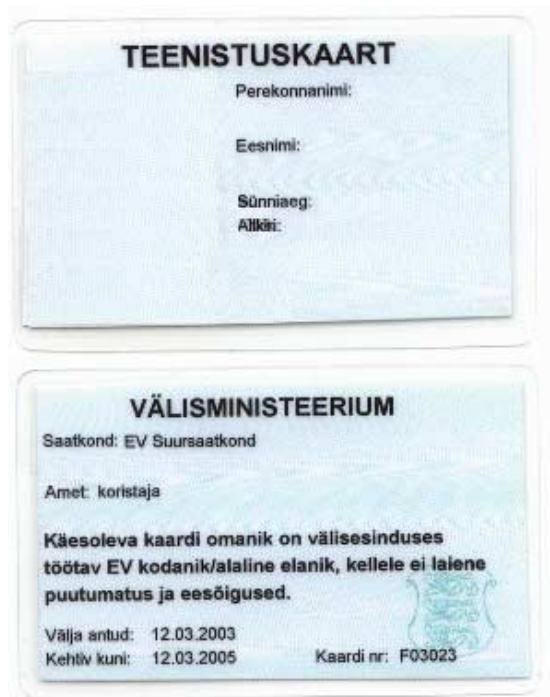 TEENISTUSKAART
Perekonnanimi:
Eesnimi:
Sünniaeg:
Allkiri:
VÄLISMINISTEERIUM
Saatkond: EV Suursaatkond
Amet: koristaja
Käesoleva kaardi omanik on välisesinduses
töötav EV kodanik/alaline elanik, kellele ei laiene
puutumatus ja eesõigused.
Välja antud: 12.03.2003
Kehtiv kuni: 12.03.2005 Kaardi nr: F03023